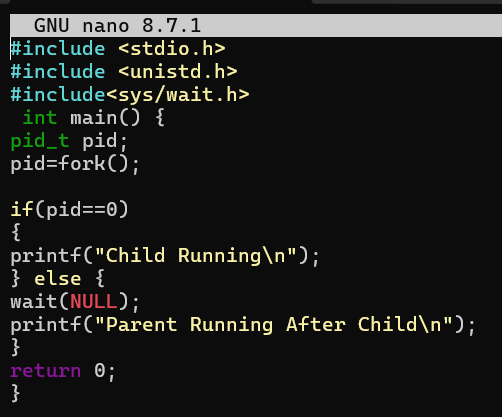 GNU nano 8.7.1
#include <stdio.h>
#include <unistd.h>
#include<sys/wait.h>
 int main() {
pid_t pid;
pid=fork();

if(pid==0)
{
printf("Child Running\n");
} else {
wait(NULL);
printf("Parent Running After Child\n");
}
return 0;
}